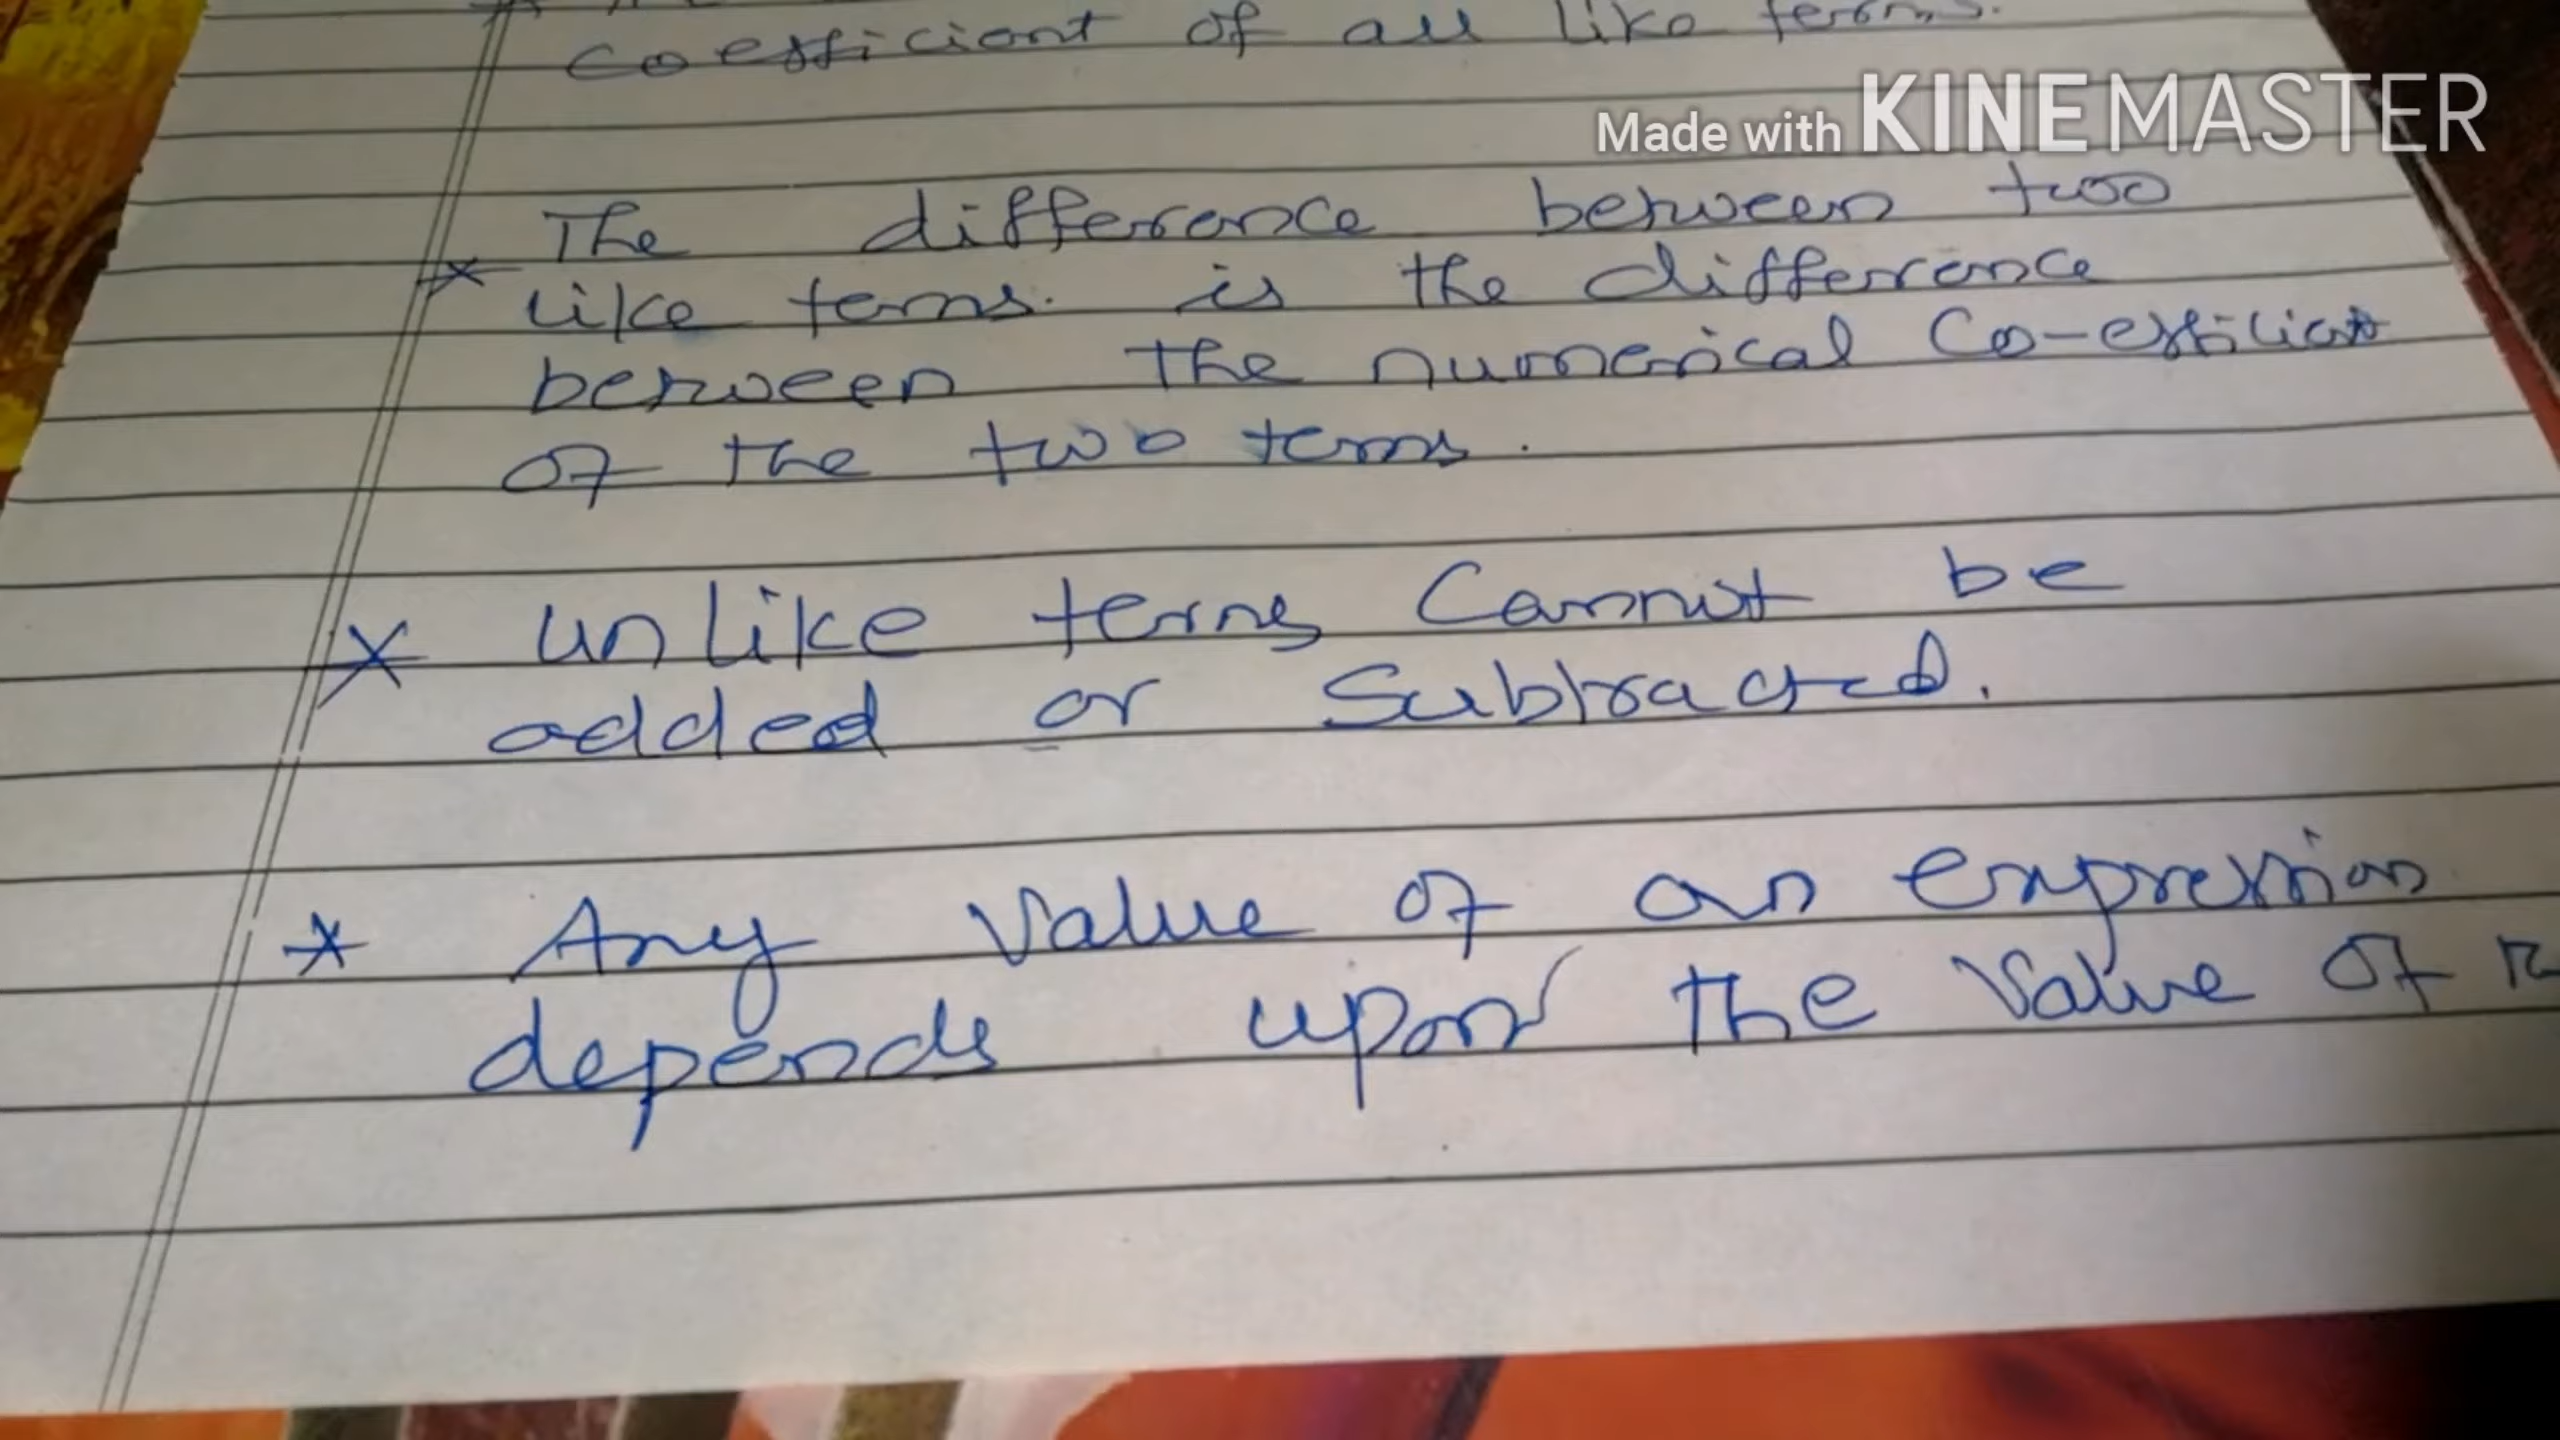 coefficient of all like terms.
Made with KINEMASTER
* The difference between two
like terms. is the difference
between the numerical Co-efficient
of the two terms.
* unlike terms cannot be
added or Subtracted.
* Any value of an expression
depends upon the value of